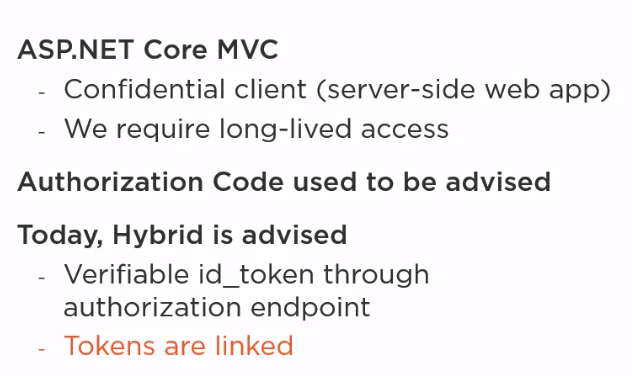 ASP.NET Core MVC
- Confidential client (server-side web app)
- We require long-lived access
Authorization Code used to be advised
Today, Hybrid is advised
- Verifiable id_token through
authorization endpoint
- Tokens are linked